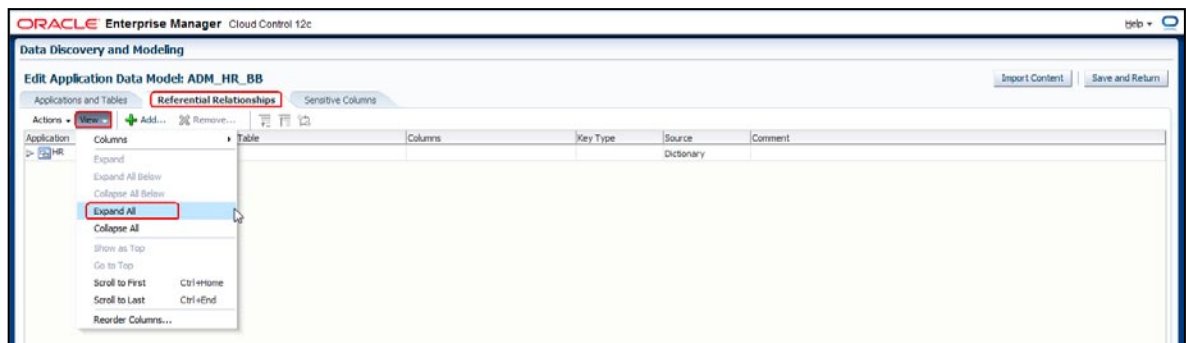 ORACLE Enterprise Manager Cloud Control 12c Help
Data Discovery and Modeling
Edit Application Data Model: ADM_HR_BB Import Content Save and Return
Applications and Tables Referential Relationships Sensitive Columns
Actions View Add... Remove...
Application Table Columns Key Type Source Comment
HR Dictionary
Columns
Expand
Expand All Below
Collapse All Below
Expand All
Collapse All
Show as Top
Go to Top
Scroll to First Ctrl+Home
Scroll to Last Ctrl+End
Reorder Columns...